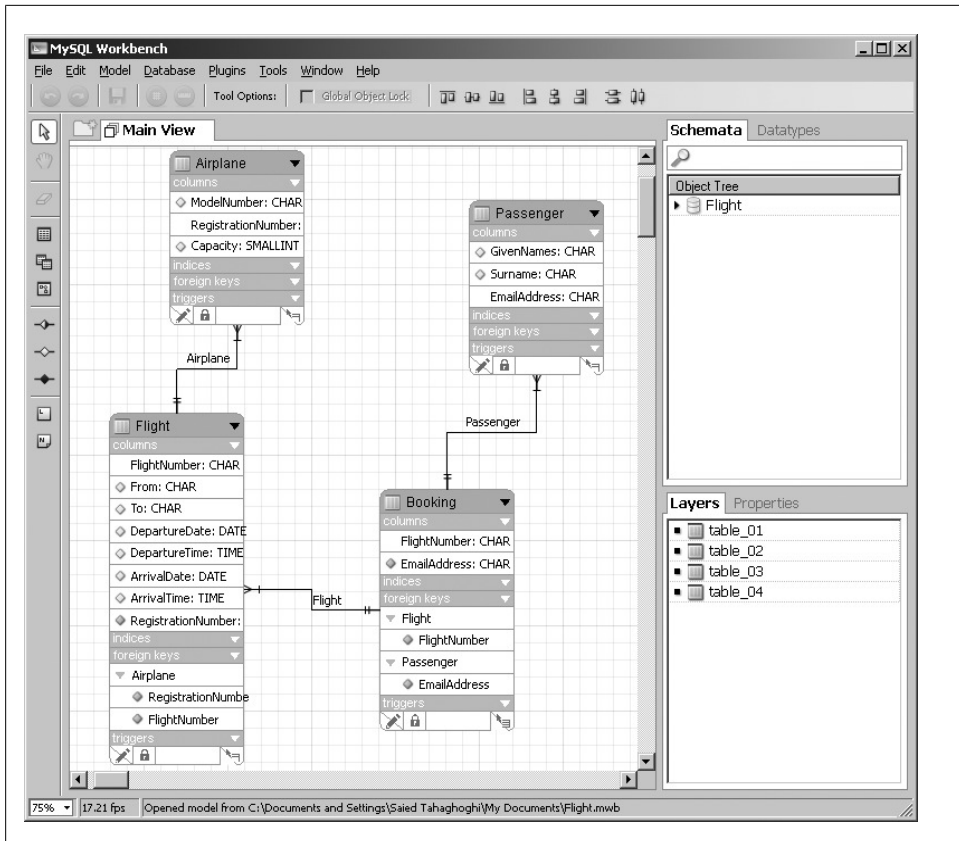 MySQL Workbench
File Edit Model Database Plugins Tools Window Help
Tool Options: Global Object Lock
Main View
Airplane
columns
ModelNumber: CHAR
RegistrationNumber:
Capacity: SMALLINT
indices
foreign keys
triggers
Airplane
Passenger
columns
GivenNames: CHAR
Surname: CHAR
EmailAddress: CHAR
indices
foreign keys
triggers
Passenger
Flight
columns
FlightNumber: CHAR
From: CHAR
To: CHAR
DepartureDate: DATE
DepartureTime: TIME
ArrivalDate: DATE
ArrivalTime: TIME
RegistrationNumber:
indices
foreign keys
Airplane
RegistrationNumbe
FlightNumber
triggers
Flight
Booking
columns
FlightNumber: CHAR
EmailAddress: CHAR
indices
foreign keys
Flight
FlightNumber
Passenger
EmailAddress
triggers
Schemata Datatypes
Object Tree
Flight
Layers Properties
table_01
table_02
table_03
table_04
75% 17.21 fps Opened model from C:\Documents and Settings\Saied Tahaghoghi\My Documents\Flight.mwb